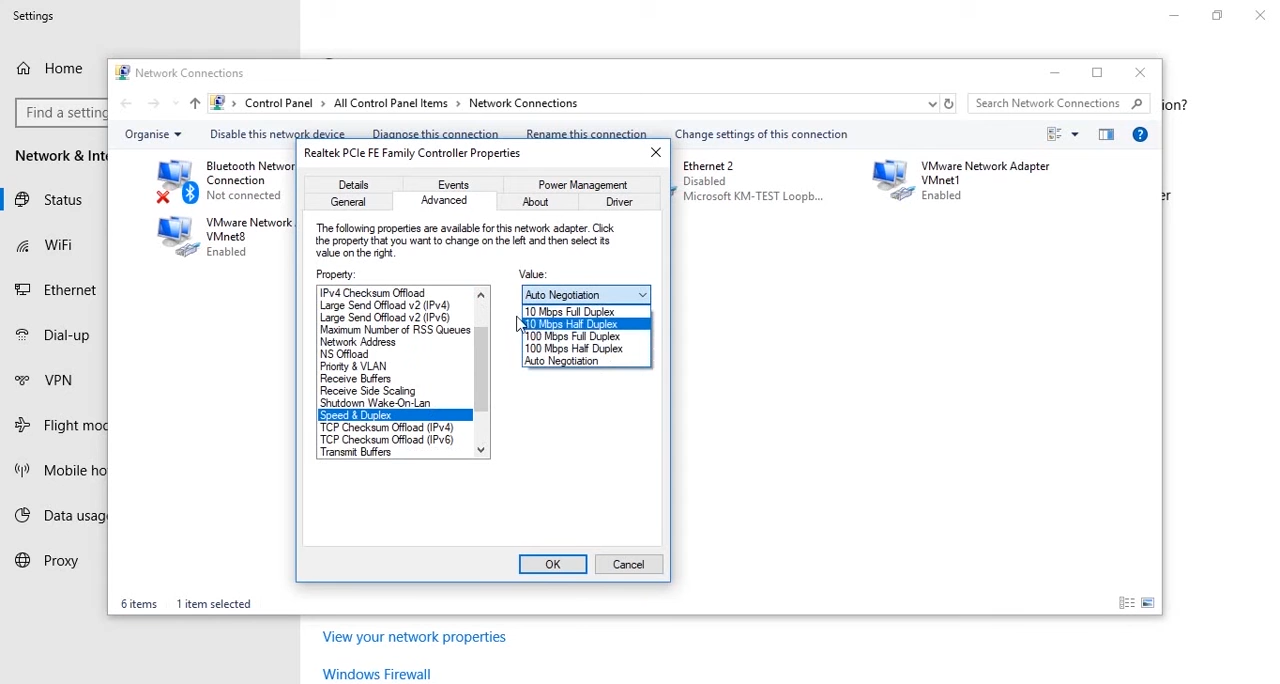 Settings
Home
Find a setting
Network & Inte
Status
WiFi
Ethernet
Dial-up
VPN
Flight mod
Mobile ho
Data usag
Proxy
ion?
er
Network Connections
Control Panel › All Control Panel Items › Network Connections
Search Network Connections
Organise
Disable this network device
Diagnose this connection
Rename this connection
Change settings of this connection
Bluetooth Networ
Connection
Not connected
VMware Network
VMnet8
Enabled
Ethernet 2
Disabled
Microsoft KM-TEST Loopb...
VMware Network Adapter
VMnet1
Enabled
Realtek PCIe FE Family Controller Properties
Details
Events
Power Management
General
Advanced
About
Driver
The following properties are available for this network adapter. Click
the property that you want to change on the left and then select its
value on the right.
Property:
IPv4 Checksum Offload
Large Send Offload v2 (IPv4)
Large Send Offload v2 (IPv6)
Maximum Number of RSS Queues
Network Address
NS Offload
Priority & VLAN
Receive Buffers
Receive Side Scaling
Shutdown Wake-On-Lan
Speed & Duplex
TCP Checksum Offload (IPv4)
TCP Checksum Offload (IPv6)
Transmit Buffers
Value:
Auto Negotiation
10 Mbps Full Duplex
10 Mbps Half Duplex
100 Mbps Full Duplex
100 Mbps Half Duplex
Auto Negotiation
OK
Cancel
6 items
1 item selected
View your network properties
Windows Firewall